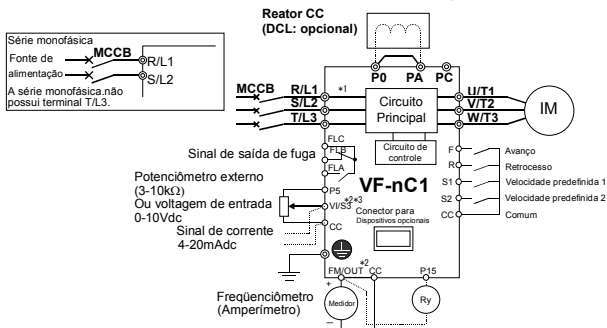 Reator CC
(DCL: opcional)
Série monofásica
Fonte de
alimentação
MCCB
R/L1
S/L2
A série monofásica.não
possui terminal T/L3.
P0 PA PC
MCCB R/L1 *1 U/T1
S/L2 V/T2
T/L3 W/T3
Circuito
Principal
IM
Circuito de
controle
FLC
FLB
FLA
Sinal de saída de fuga
VF-nC1
F Avanço
R Retrocesso
S1 Velocidade predefinida 1
S2 Velocidade predefinida 2
CC Comum
Potenciômetro externo
(3-10kΩ)
Ou voltagem de entrada
0-10Vdc
Sinal de corrente
4-20mAdc
P5
VI/S3 *2*3
CC
Conector para
Dispositivos opcionais
FM/OUT *2 CC P15
Freqüenciômetro
(Amperímetro)
+
Medidor
−
Ry